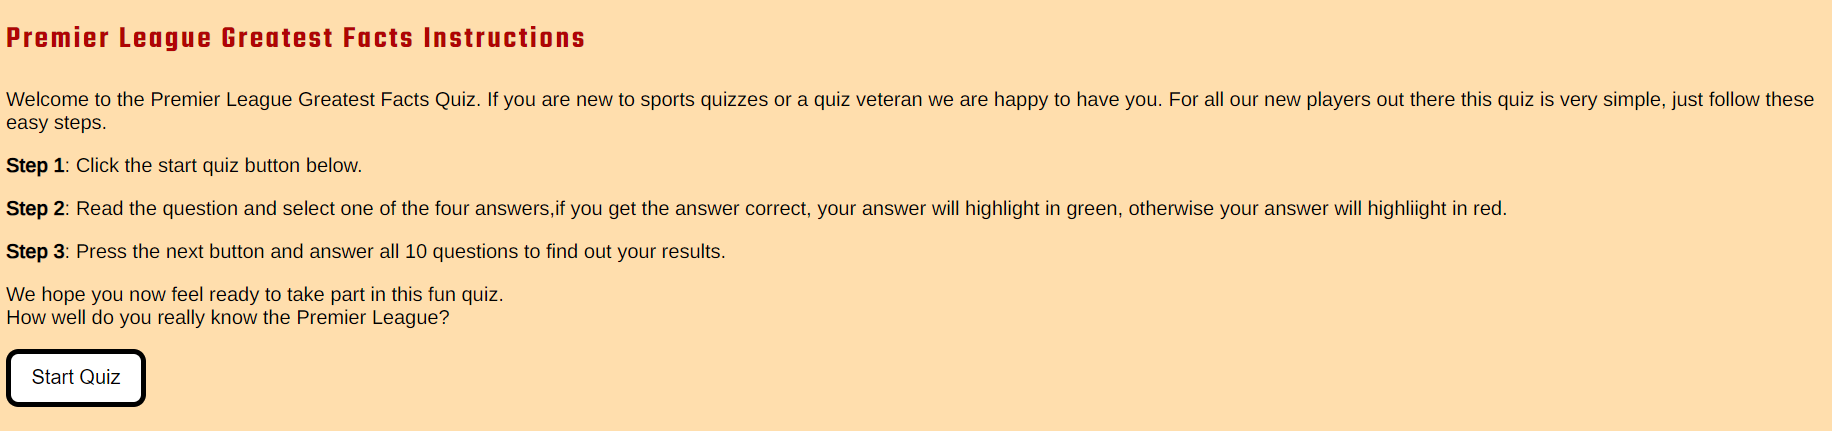 Premier League Greatest Facts Instructions
Welcome to the Premier League Greatest Facts Quiz. If you are new to sports quizzes or a quiz veteran we are happy to have you. For all our new players out there this quiz is very simple, just follow these
easy steps.
Step 1: Click the start quiz button below.
Step 2: Read the question and select one of the four answers,if you get the answer correct, your answer will highlight in green, otherwise your answer will highliight in red.
Step 3: Press the next button and answer all 10 questions to find out your results.
We hope you now feel ready to take part in this fun quiz.
How well do you really know the Premier League?
Start Quiz